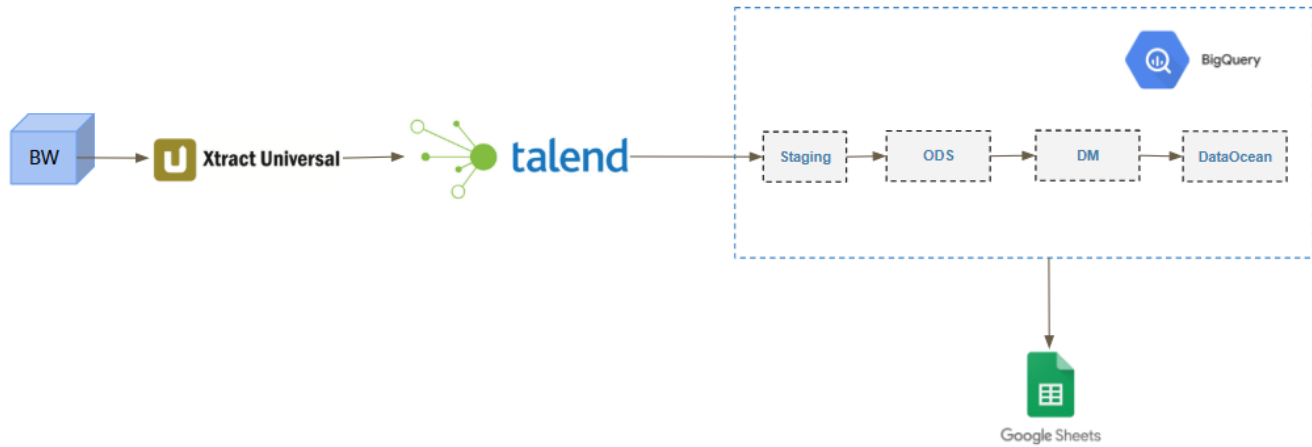 BigQuery
BW
Xtract Universal
talend
Staging
ODS
DM
DataOcean
Google Sheets